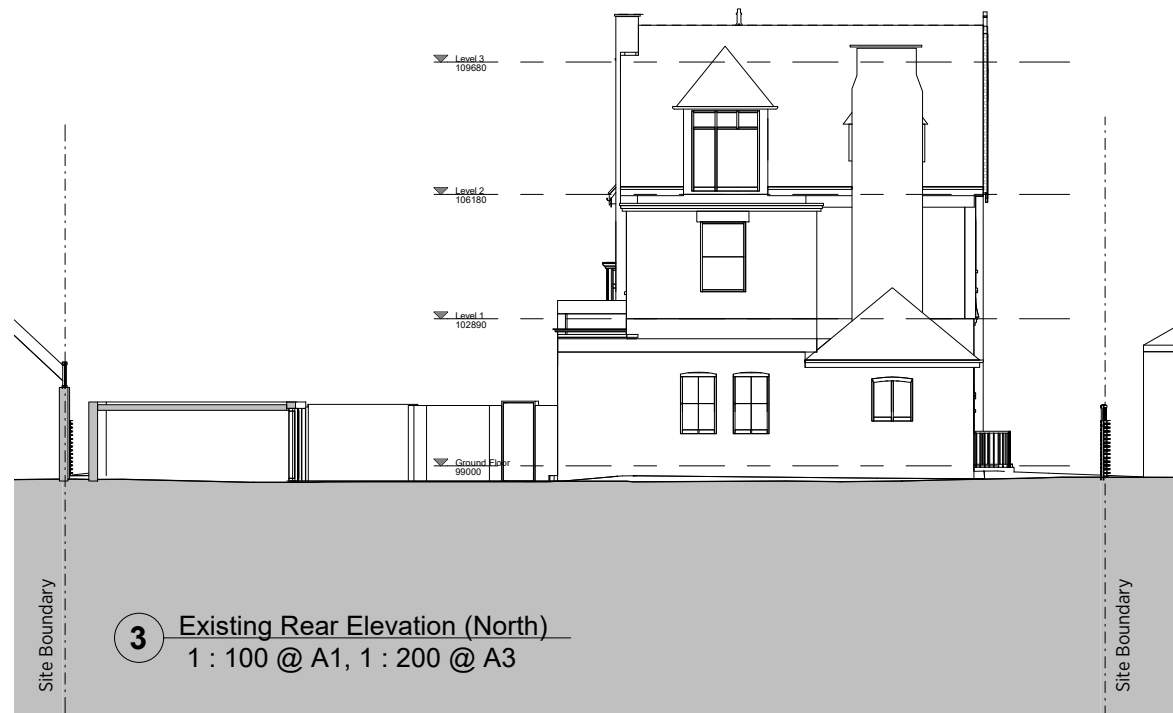 Level 3
109680
Level 2
106180
Level 1
102890
Ground Floor
99000
Site Boundary
3
Existing Rear Elevation (North)
1 : 100 @ A1, 1 : 200 @ A3
Site Boundary